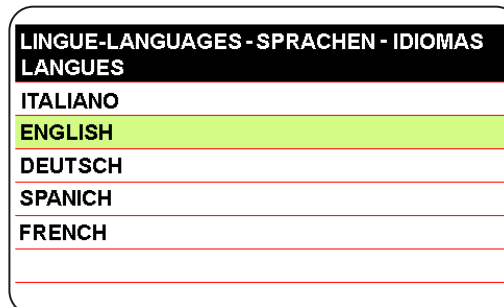 LINGUE-LANGUAGES - SPRACHEN - IDIOMAS
LANGUES
ITALIANO
ENGLISH
DEUTSCH
SPANICH
FRENCH